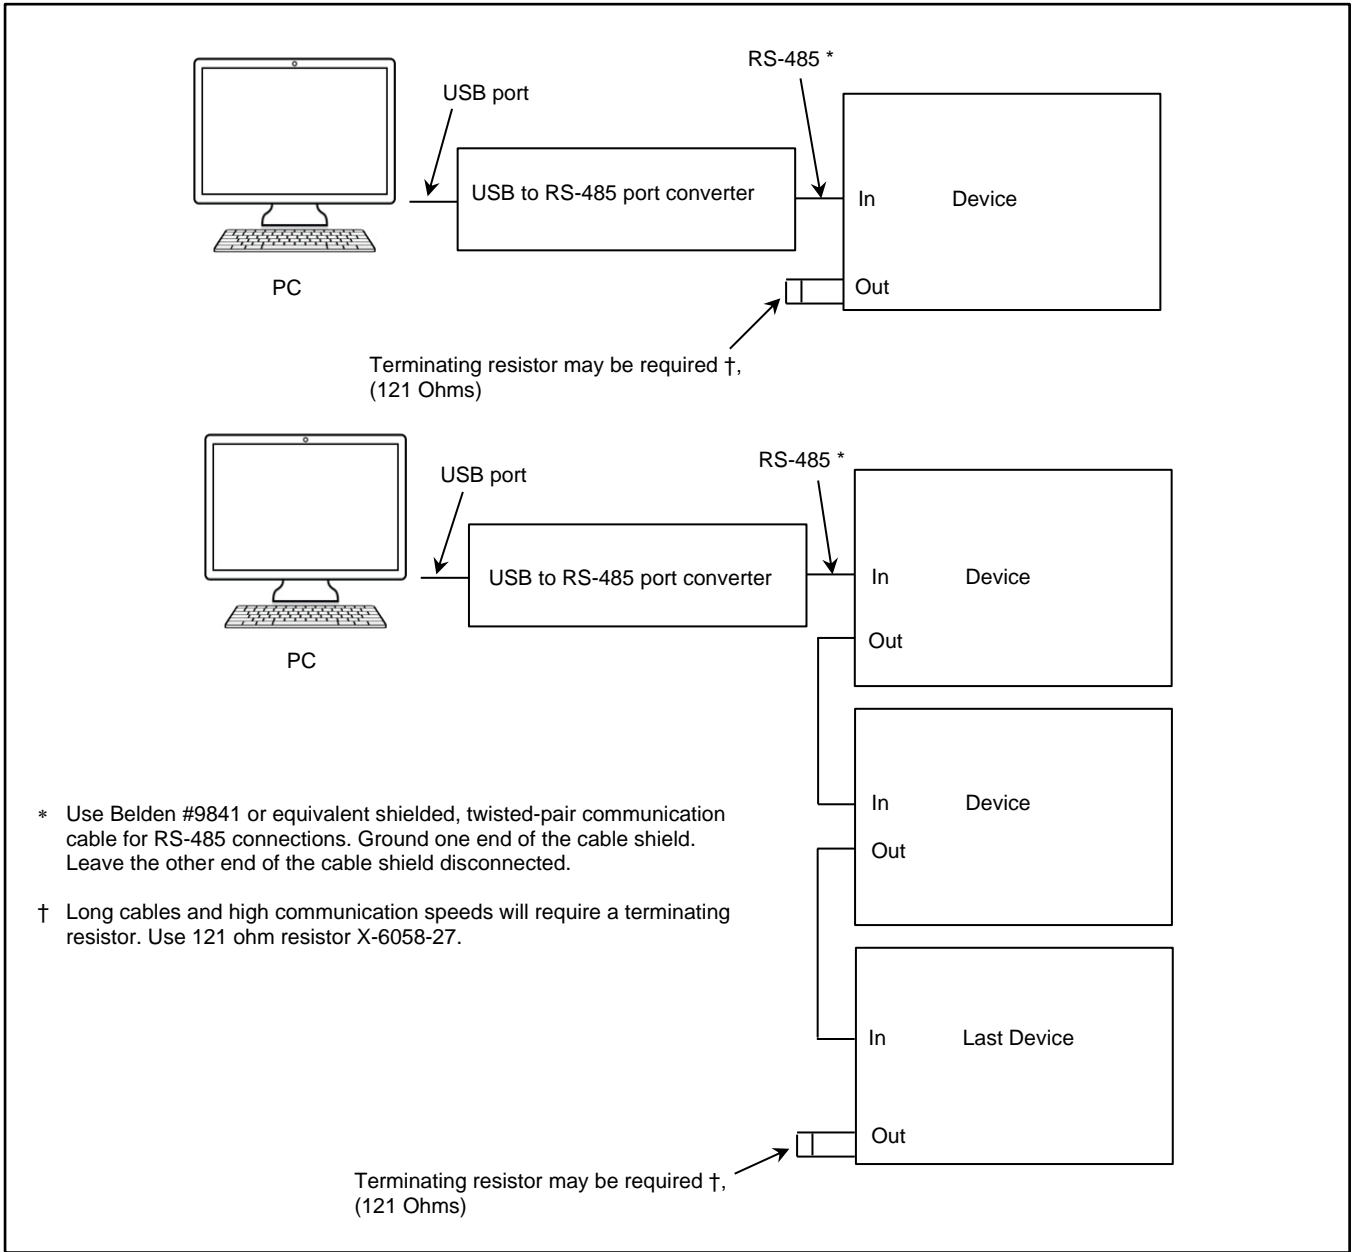 RS-485 *
USB port
USB to RS-485 port converter
In Device
PC
Out
Terminating resistor may be required †,
(121 Ohms)
RS-485 *
USB port
USB to RS-485 port converter
In Device
Out
PC
In Device
Out
* Use Belden #9841 or equivalent shielded, twisted-pair communication
cable for RS-485 connections. Ground one end of the cable shield.
Leave the other end of the cable shield disconnected.
† Long cables and high communication speeds will require a terminating
resistor. Use 121 ohm resistor X-6058-27.
In Last Device
Out
Terminating resistor may be required †,
(121 Ohms)